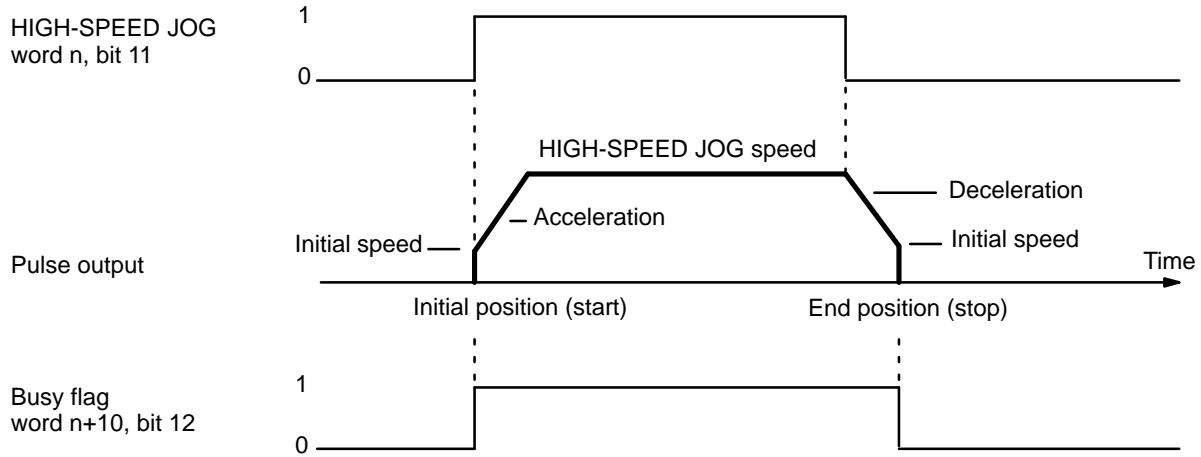 HIGH-SPEED JOG
word n, bit 11
1
0
HIGH-SPEED JOG speed
Deceleration
Acceleration
Initial speed
Initial speed
Pulse output
Time
Initial position (start)
End position (stop)
Busy flag
word n+10, bit 12
1
0